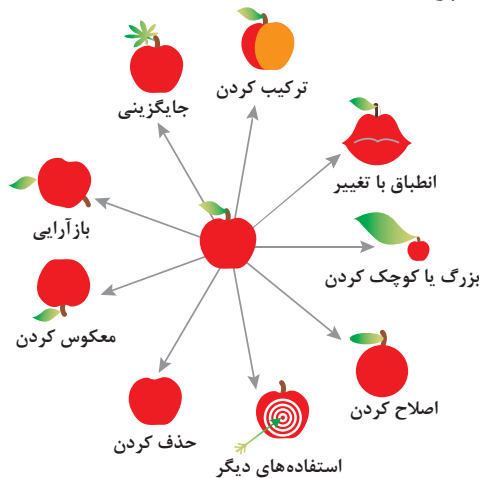 ترکیب کردن
جایگزینی
انطباق با تغییر
بازآرایی
بزرگ یا کوچک کردن
معکوس کردن
اصلاح کردن
حذف کردن
استفاده‌های دیگر